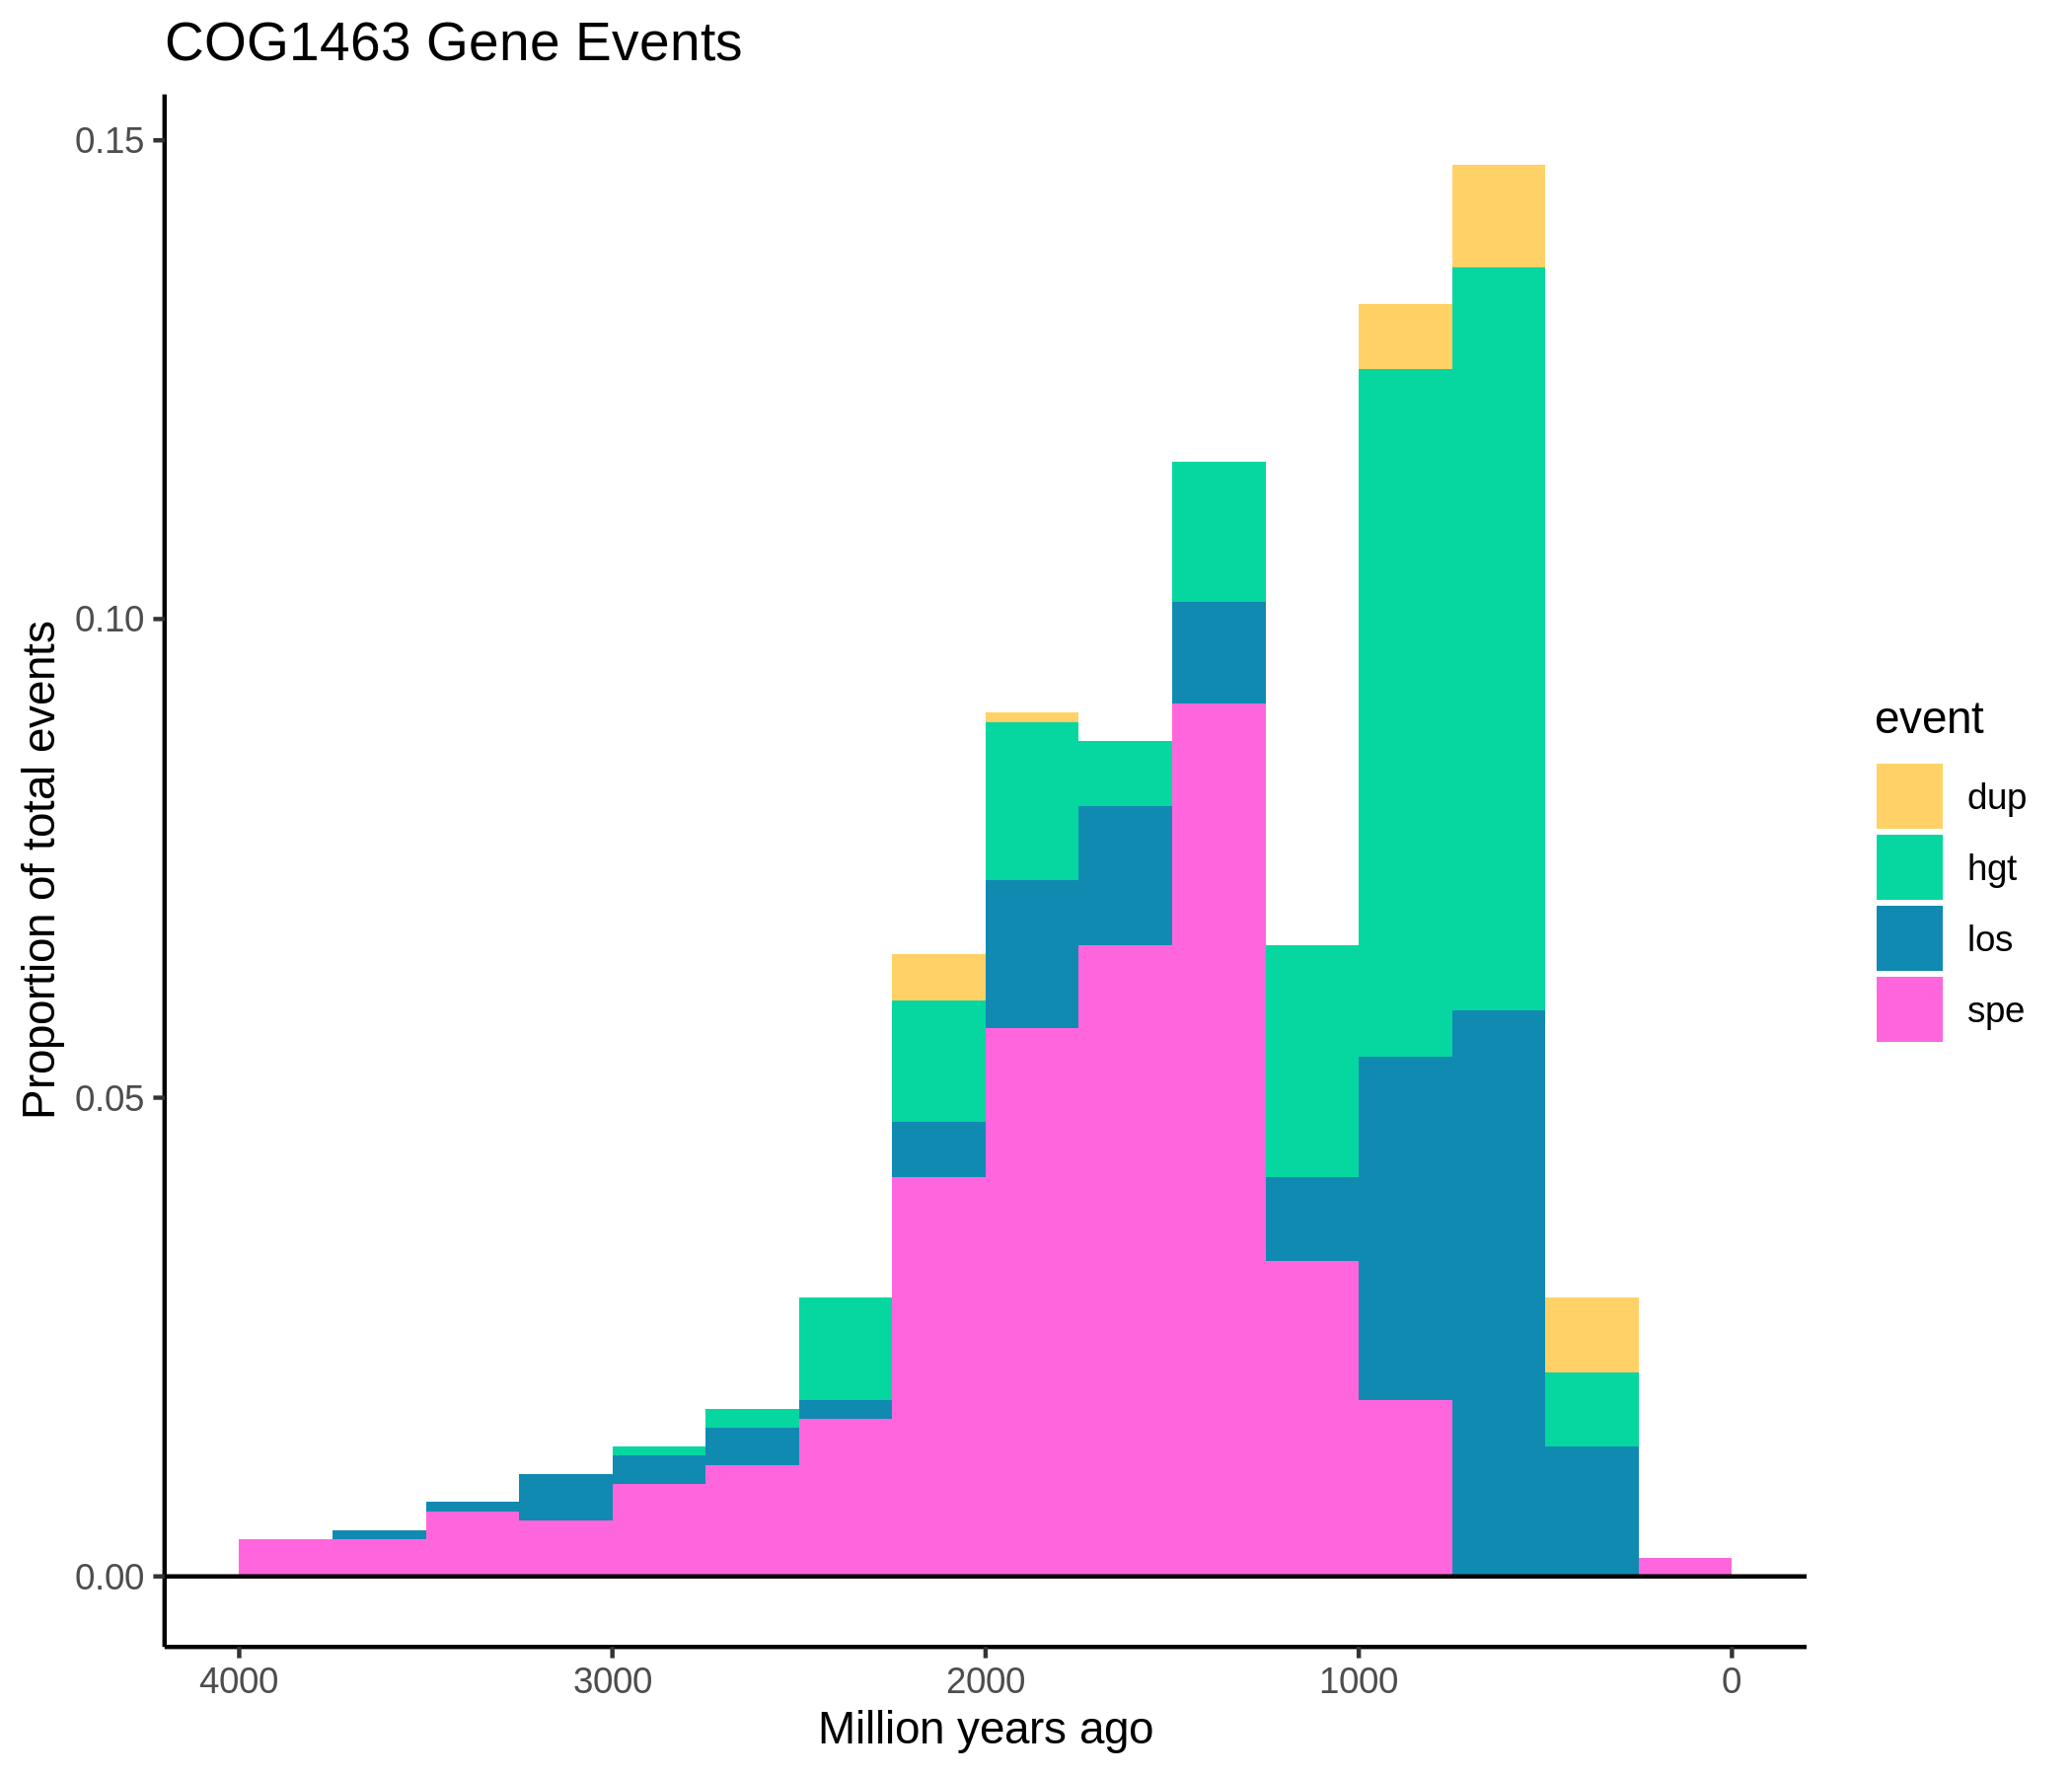 COG1463 Gene Events
Proportion of total events
0.15
0.10
0.05
0.00
4000 3000 2000 1000 0
Million years ago
event
dup
hgt
los
spe